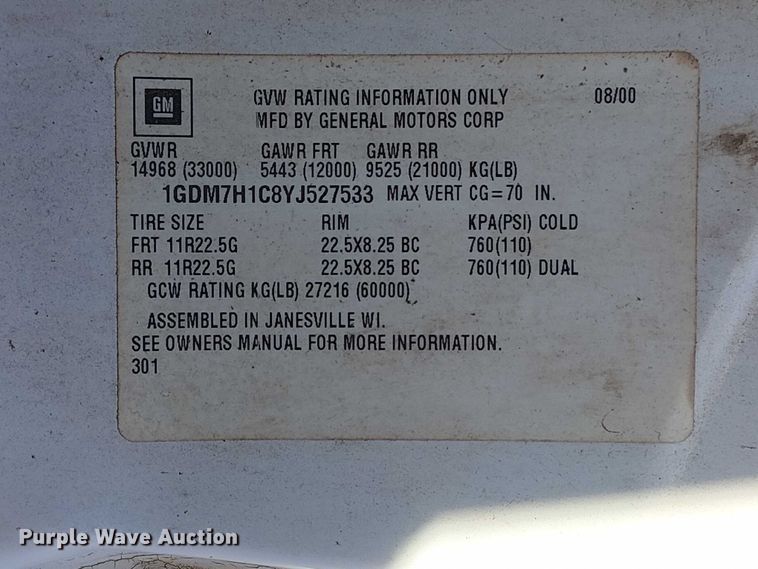 GM
GVW RATING INFORMATION ONLY 08/00
MFD BY GENERAL MOTORS CORP
GVWR GAWR FRT GAWR RR
14968 (33000) 5443 (12000) 9525 (21000) KG(LB)
1GDM7H1C8YJ527533 MAX VERT CG=70 IN.
TIRE SIZE RIM KPA(PSI) COLD
FRT 11R22.5G 22.5X8.25 BC 760(110)
RR 11R22.5G 22.5X8.25 BC 760(110) DUAL
GCW RATING KG(LB) 27216 (60000)
ASSEMBLED IN JANESVILLE WI.
SEE OWNERS MANUAL FOR MORE INFORMATION.
301
Purple Wave Auction